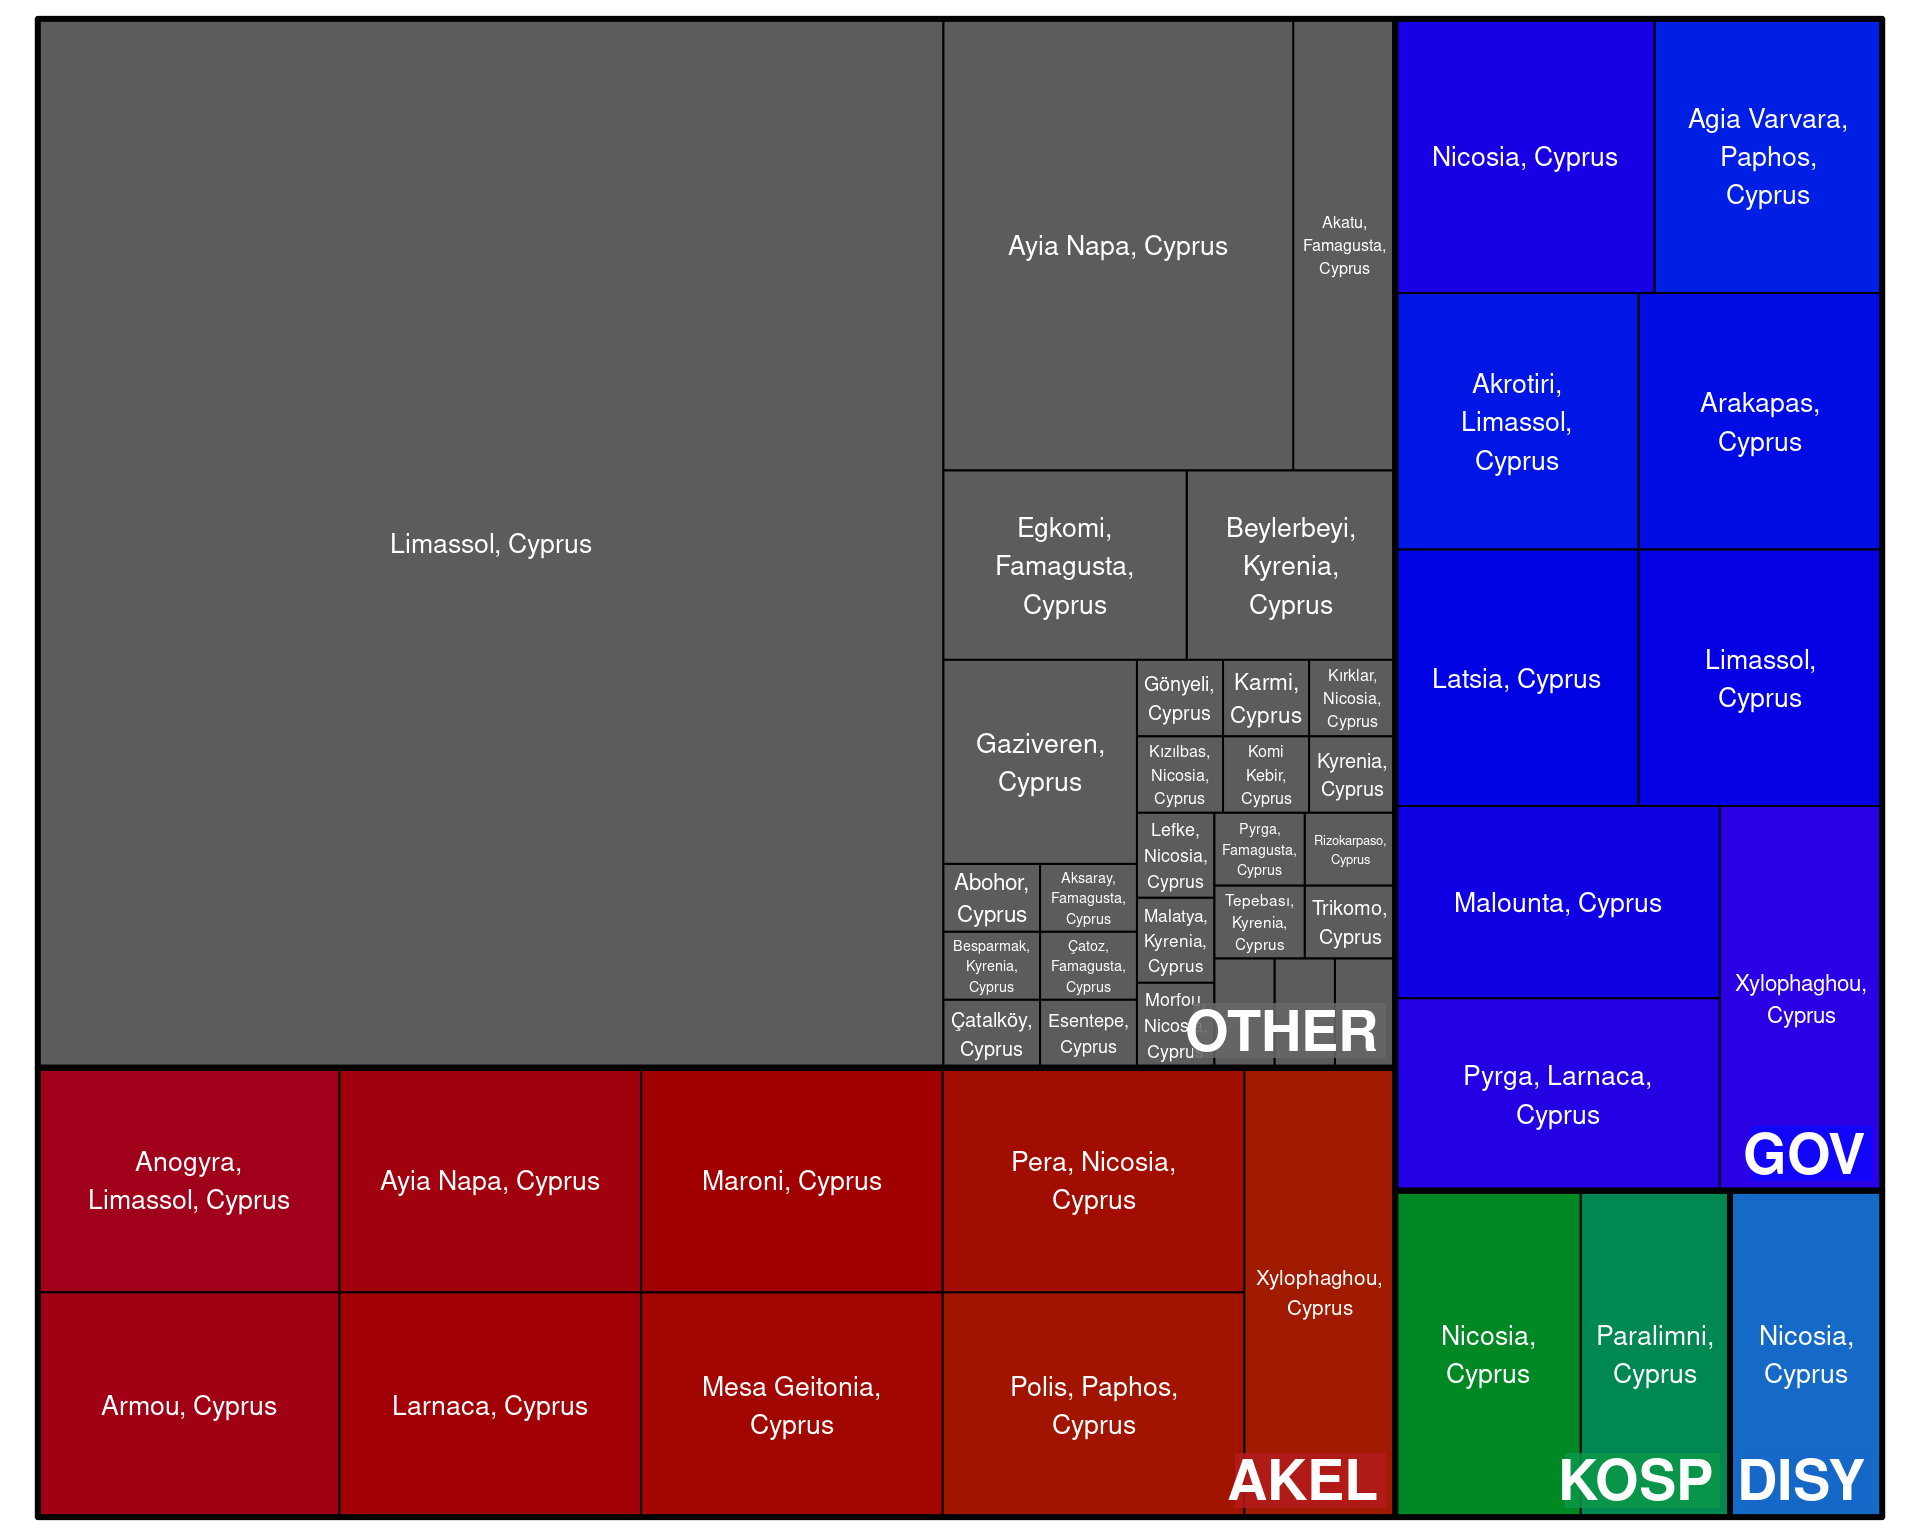 Limassol, Cyprus
Ayia Napa, Cyprus
Akatu,
Famagusta,
Cyprus
Egkomi,
Famagusta,
Cyprus
Beylerbeyi,
Kyrenia,
Cyprus
Gaziveren,
Cyprus
Gönyeli,
Cyprus
Karmi,
Cyprus
Kırklar,
Nicosia,
Cyprus
Kızılbas,
Nicosia,
Cyprus
Komi
Kebir,
Cyprus
Kyrenia,
Cyprus
Lefke,
Nicosia,
Cyprus
Pyrga,
Famagusta,
Cyprus
Rizokarpaso,
Cyprus
Abohor,
Cyprus
Aksaray,
Famagusta,
Cyprus
Malatya,
Kyrenia,
Cyprus
Tepebası,
Kyrenia,
Cyprus
Trikomo,
Cyprus
Besparmak,
Kyrenia,
Cyprus
Çatoz,
Famagusta,
Cyprus
Çatalköy,
Cyprus
Esentepe,
Cyprus
Morfou,
Nicosia,
Cyprus
OTHER
Anogyra,
Limassol, Cyprus
Ayia Napa, Cyprus
Maroni, Cyprus
Pera, Nicosia,
Cyprus
Xylophaghou,
Cyprus
Armou, Cyprus
Larnaca, Cyprus
Mesa Geitonia,
Cyprus
Polis, Paphos,
Cyprus
AKEL
Nicosia, Cyprus
Agia Varvara,
Paphos,
Cyprus
Akrotiri,
Limassol,
Cyprus
Arakapas,
Cyprus
Latsia, Cyprus
Limassol,
Cyprus
Malounta, Cyprus
Xylophaghou,
Cyprus
Pyrga, Larnaca,
Cyprus
GOV
Nicosia,
Cyprus
Paralimni,
Cyprus
KOSP
Nicosia,
Cyprus
DISY